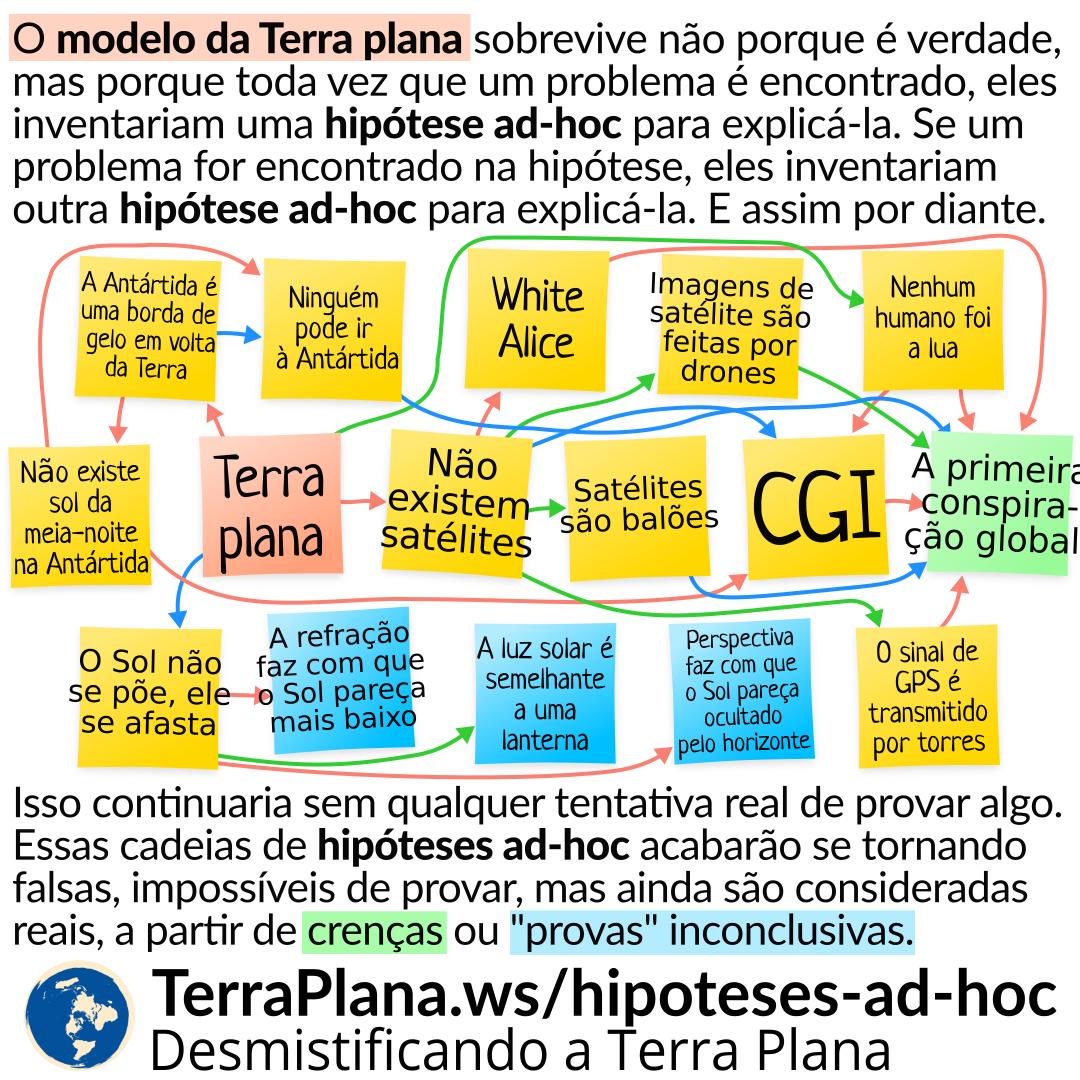 O modelo da Terra plana sobrevive não porque é verdade,
mas porque toda vez que um problema é encontrado, eles
inventariam uma hipótese ad-hoc para explicá-la. Se um
problema for encontrado na hipótese, eles inventariam
outra hipótese ad-hoc para explicá-la. E assim por diante.
A Antártida é
uma borda de
gelo em volta
da Terra
Ninguém
pode ir
à Antártida
White
Alice
Imagens de
satélite são
feitas por
drones
Nenhum
humano foi
a lua
Não existe
sol da
meia-noite
na Antártida
Terra
plana
Não
existem
satélites
Satélites
são balões
CGI
A primeira
conspira-
ção global
O Sol não
se põe, ele
se afasta
A refração
faz com que
o Sol pareça
mais baixo
A luz solar é
semelhante
a uma
lanterna
Perspectiva
faz com que
o Sol pareça
ocultado
pelo horizonte
O sinal de
GPS é
transmitido
por torres
Isso continuaria sem qualquer tentativa real de provar algo.
Essas cadeias de hipóteses ad-hoc acabarão se tornando
falsas, impossíveis de provar, mas ainda são consideradas
reais, a partir de crenças ou "provas" inconclusivas.
TerraPlana.ws/hipoteses-ad-hoc
Desmistificando a Terra Plana